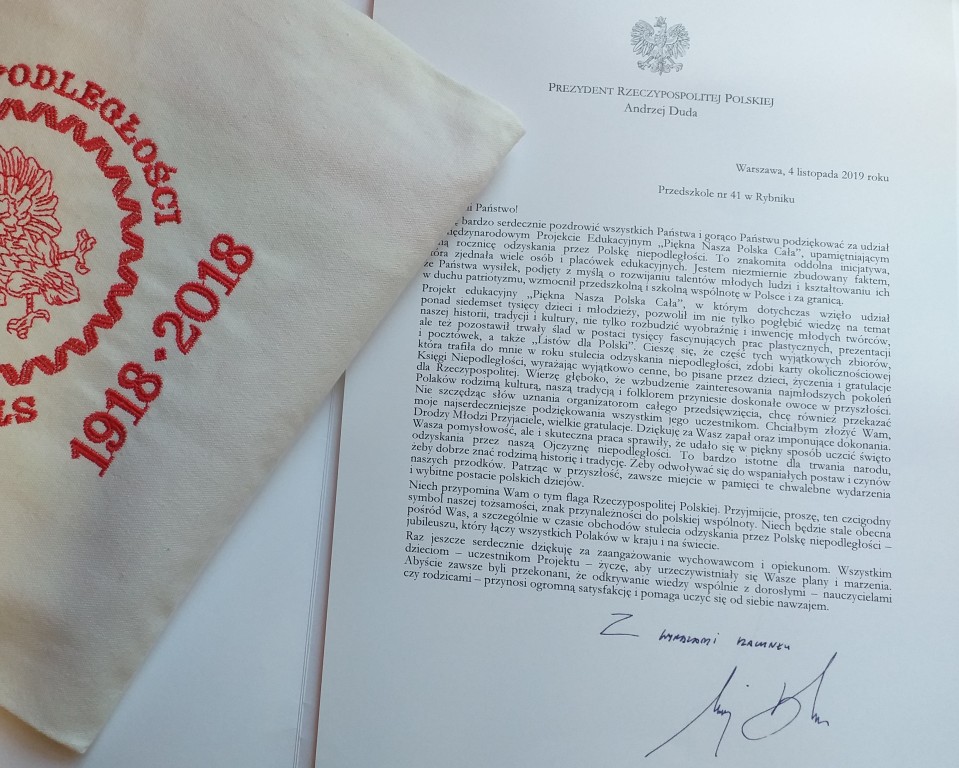 PODLEGŁOŚCI
1918·2018
PREZYDENT RZECZYPOSPOLITEJ POLSKIEJ
Andrzej Duda
Warszawa, 4 listopada 2019 roku
Przedszkole nr 41 w Rybniku
Państwo!
bardzo serdecznie pozdrowić wszystkich Państwa i gorąco Państwu podziękować za udział
międzynarodowym Projekcie Edukacyjnym „Piękna Nasza Polska Cała”, upamiętniającym
rocznicę odzyskania przez Polskę niepodległości. To znakomita oddolna inicjatywa,
która zjednała wiele osób i placówek edukacyjnych. Jestem niezmiernie zbudowany faktem,
że Państwa wysiłek, podjęty z myślą o rozwijaniu talentów młodych ludzi i kształtowaniu ich
w duchu patriotyzmu, wzmocnił przedszkolną i szkolną wspólnotę w Polsce i za granicą.
Projekt edukacyjny „Piękna Nasza Polska Cała”, w którym dotychczas wzięło udział
ponad siedemset tysięcy dzieci i młodzieży, pozwolił im nie tylko pogłębić wiedzę na temat
naszej historii, tradycji i kultury, nie tylko rozbudzić wyobraźnię i inwencję młodych twórców,
ale też pozostawił trwały ślad w postaci tysięcy fascynujących prac plastycznych, prezentacji
i pocztówek, a także „Listów dla Polski”. Cieszę się, że część tych wyjątkowych zbiorów,
która trafiła do mnie w roku stulecia odzyskania niepodległości, zdobi karty okolicznościowej
Księgi Niepodległości, wyrażając wyjątkowo cenne, bo pisane przez dzieci, życzenia i gratulacje
dla Rzeczypospolitej. Wierzę głęboko, że wzbudzenie zainteresowania najmłodszych pokoleń
Polaków rodzimą kulturą, naszą tradycją i folklorem przyniesie doskonałe owoce w przyszłości.
Nie szczędząc słów uznania organizatorom całego przedsięwzięcia, chcę również przekazać
moje najserdeczniejsze podziękowania wszystkim jego uczestnikom. Chciałbym złożyć Wam,
Drodzy Młodzi Przyjaciele, wielkie gratulacje. Dziękuję za Wasz zapał oraz imponujące dokonania.
Wasza pomysłowość, ale i skuteczna praca sprawiły, że udało się w piękny sposób uczcić święto
odzyskania przez naszą Ojczyznę niepodległości. To bardzo istotne dla trwania narodu,
żeby dobrze znać rodzimą historię i tradycję. Żeby odwoływać się do wspaniałych postaw i czynów
naszych przodków. Patrząc w przyszłość, zawsze miejcie w pamięci te chwalebne wydarzenia
i wybitne postacie polskich dziejów.
Niech przypomina Wam o tym flaga Rzeczypospolitej Polskiej. Przyjmijcie, proszę, ten czcigodny
symbol naszej tożsamości, znak przynależności do polskiej wspólnoty. Niech będzie stale obecna
pośród Was, a szczególnie w czasie obchodów stulecia odzyskania przez Polskę niepodległości –
jubileuszu, który łączy wszystkich Polaków w kraju i na świecie.
Raz jeszcze serdecznie dziękuję za zaangażowanie wychowawcom i opiekunom. Wszystkim
dzieciom – uczestnikom Projektu – życzę, aby urzeczywistniały się Wasze plany i marzenia.
Abyście zawsze byli przekonani, że odkrywanie wiedzy wspólnie z dorosłymi – nauczycielami
czy rodzicami – przynosi ogromną satysfakcję i pomaga uczyć się od siebie nawzajem.
Z wyrazami szacunku